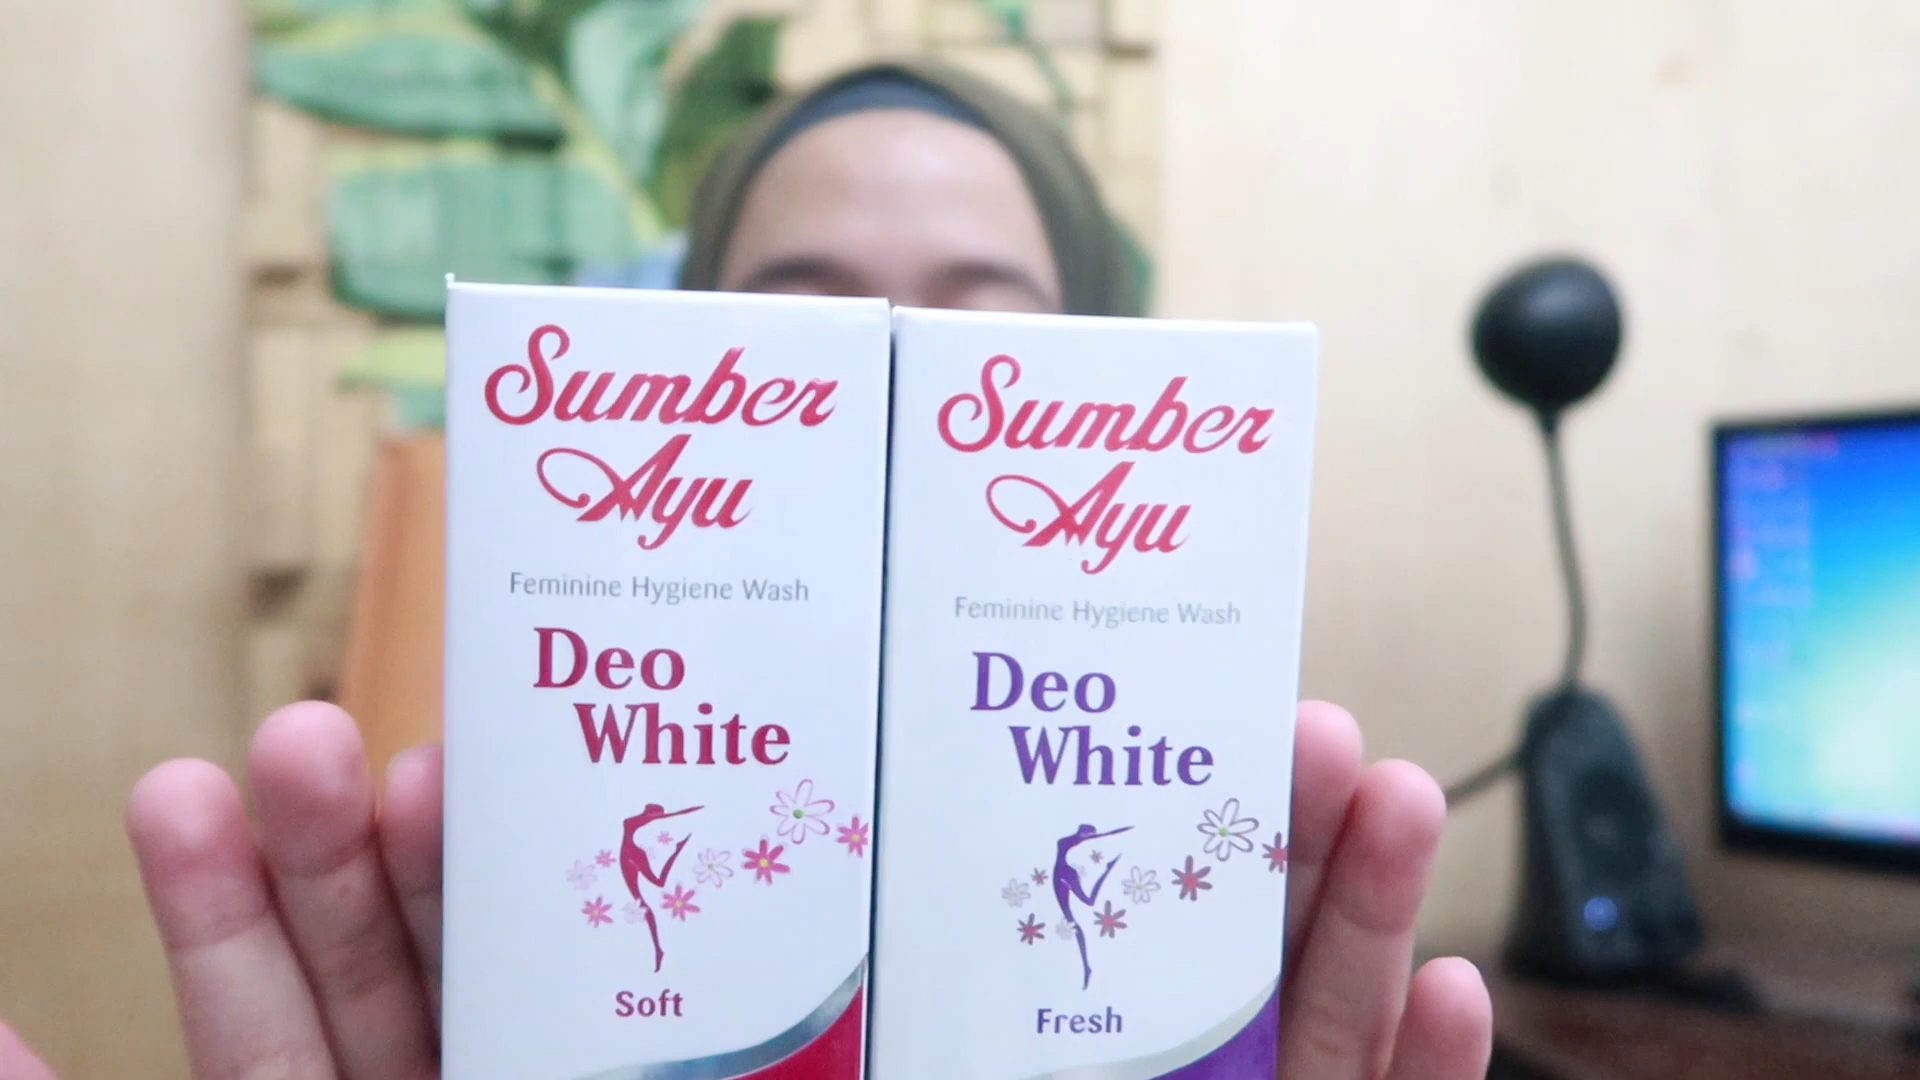 Sumber
Ayu
Feminine Hygiene Wash
Deo
White
Soft
Sumber
Ayu
Feminine Hygiene Wash
Deo
White
Fresh